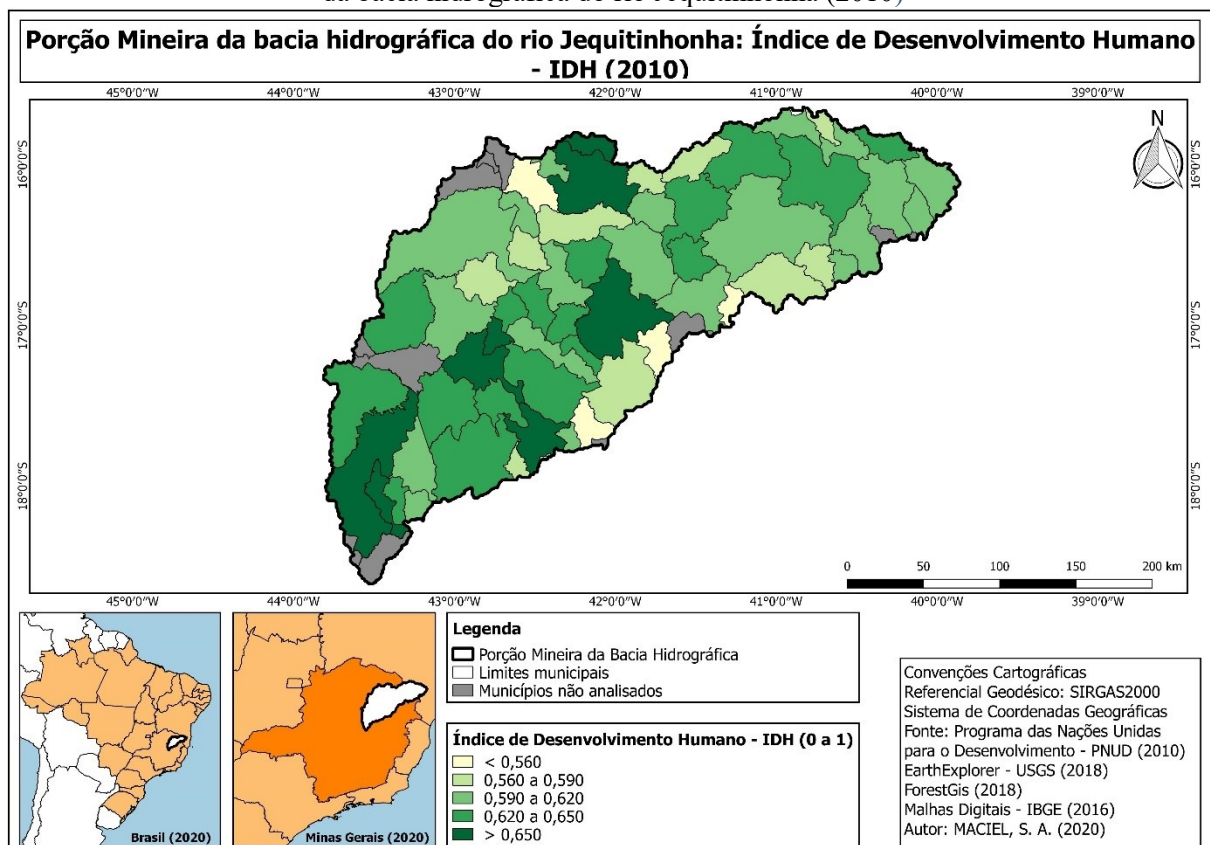 da bacia hidrográfica do rio Jequitinhonha (2010)
Porção Mineira da bacia hidrográfica do rio Jequitinhonha: Índice de Desenvolvimento Humano
- IDH (2010)
45°0'0"W 44°0'0"W 43°0'0"W 42°0'0"W 41°0'0"W 40°0'0"W 39°0'0"W
N
16°0'0"S 16°0'0"S
17°0'0"S 17°0'0"S
18°0'0"S 18°0'0"S
0 50 100 150 200 km
45°0'0"W 44°0'0"W 43°0'0"W 42°0'0"W 41°0'0"W 40°0'0"W 39°0'0"W
Brasil (2020)
Minas Gerais (2020)
Legenda
Porção Mineira da Bacia Hidrográfica
Limites municipais
Municípios não analisados
Índice de Desenvolvimento Humano - IDH (0 a 1)
< 0,560
0,560 a 0,590
0,590 a 0,620
0,620 a 0,650
> 0,650
Convenções Cartográficas
Referencial Geodésico: SIRGAS2000
Sistema de Coordenadas Geográficas
Fonte: Programa das Nações Unidas
para o Desenvolvimento - PNUD (2010)
EarthExplorer - USGS (2018)
ForestGis (2018)
Malhas Digitais - IBGE (2016)
Autor: MACIEL, S. A. (2020)